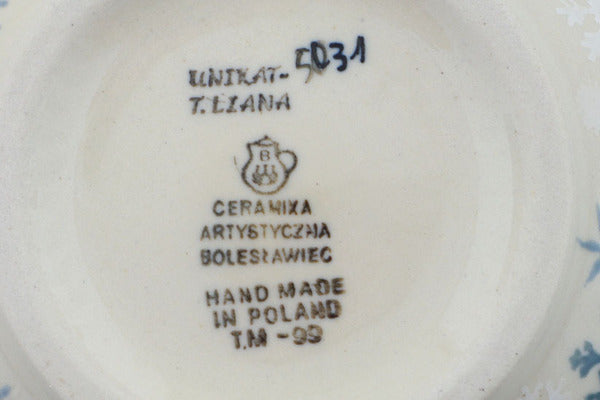 UNIKAT-5031
T. LIANA
B
CERAMIKA
ARTYSTYCZNA
BOLESŁAWIEC
HAND MADE
IN POLAND
T.M -99